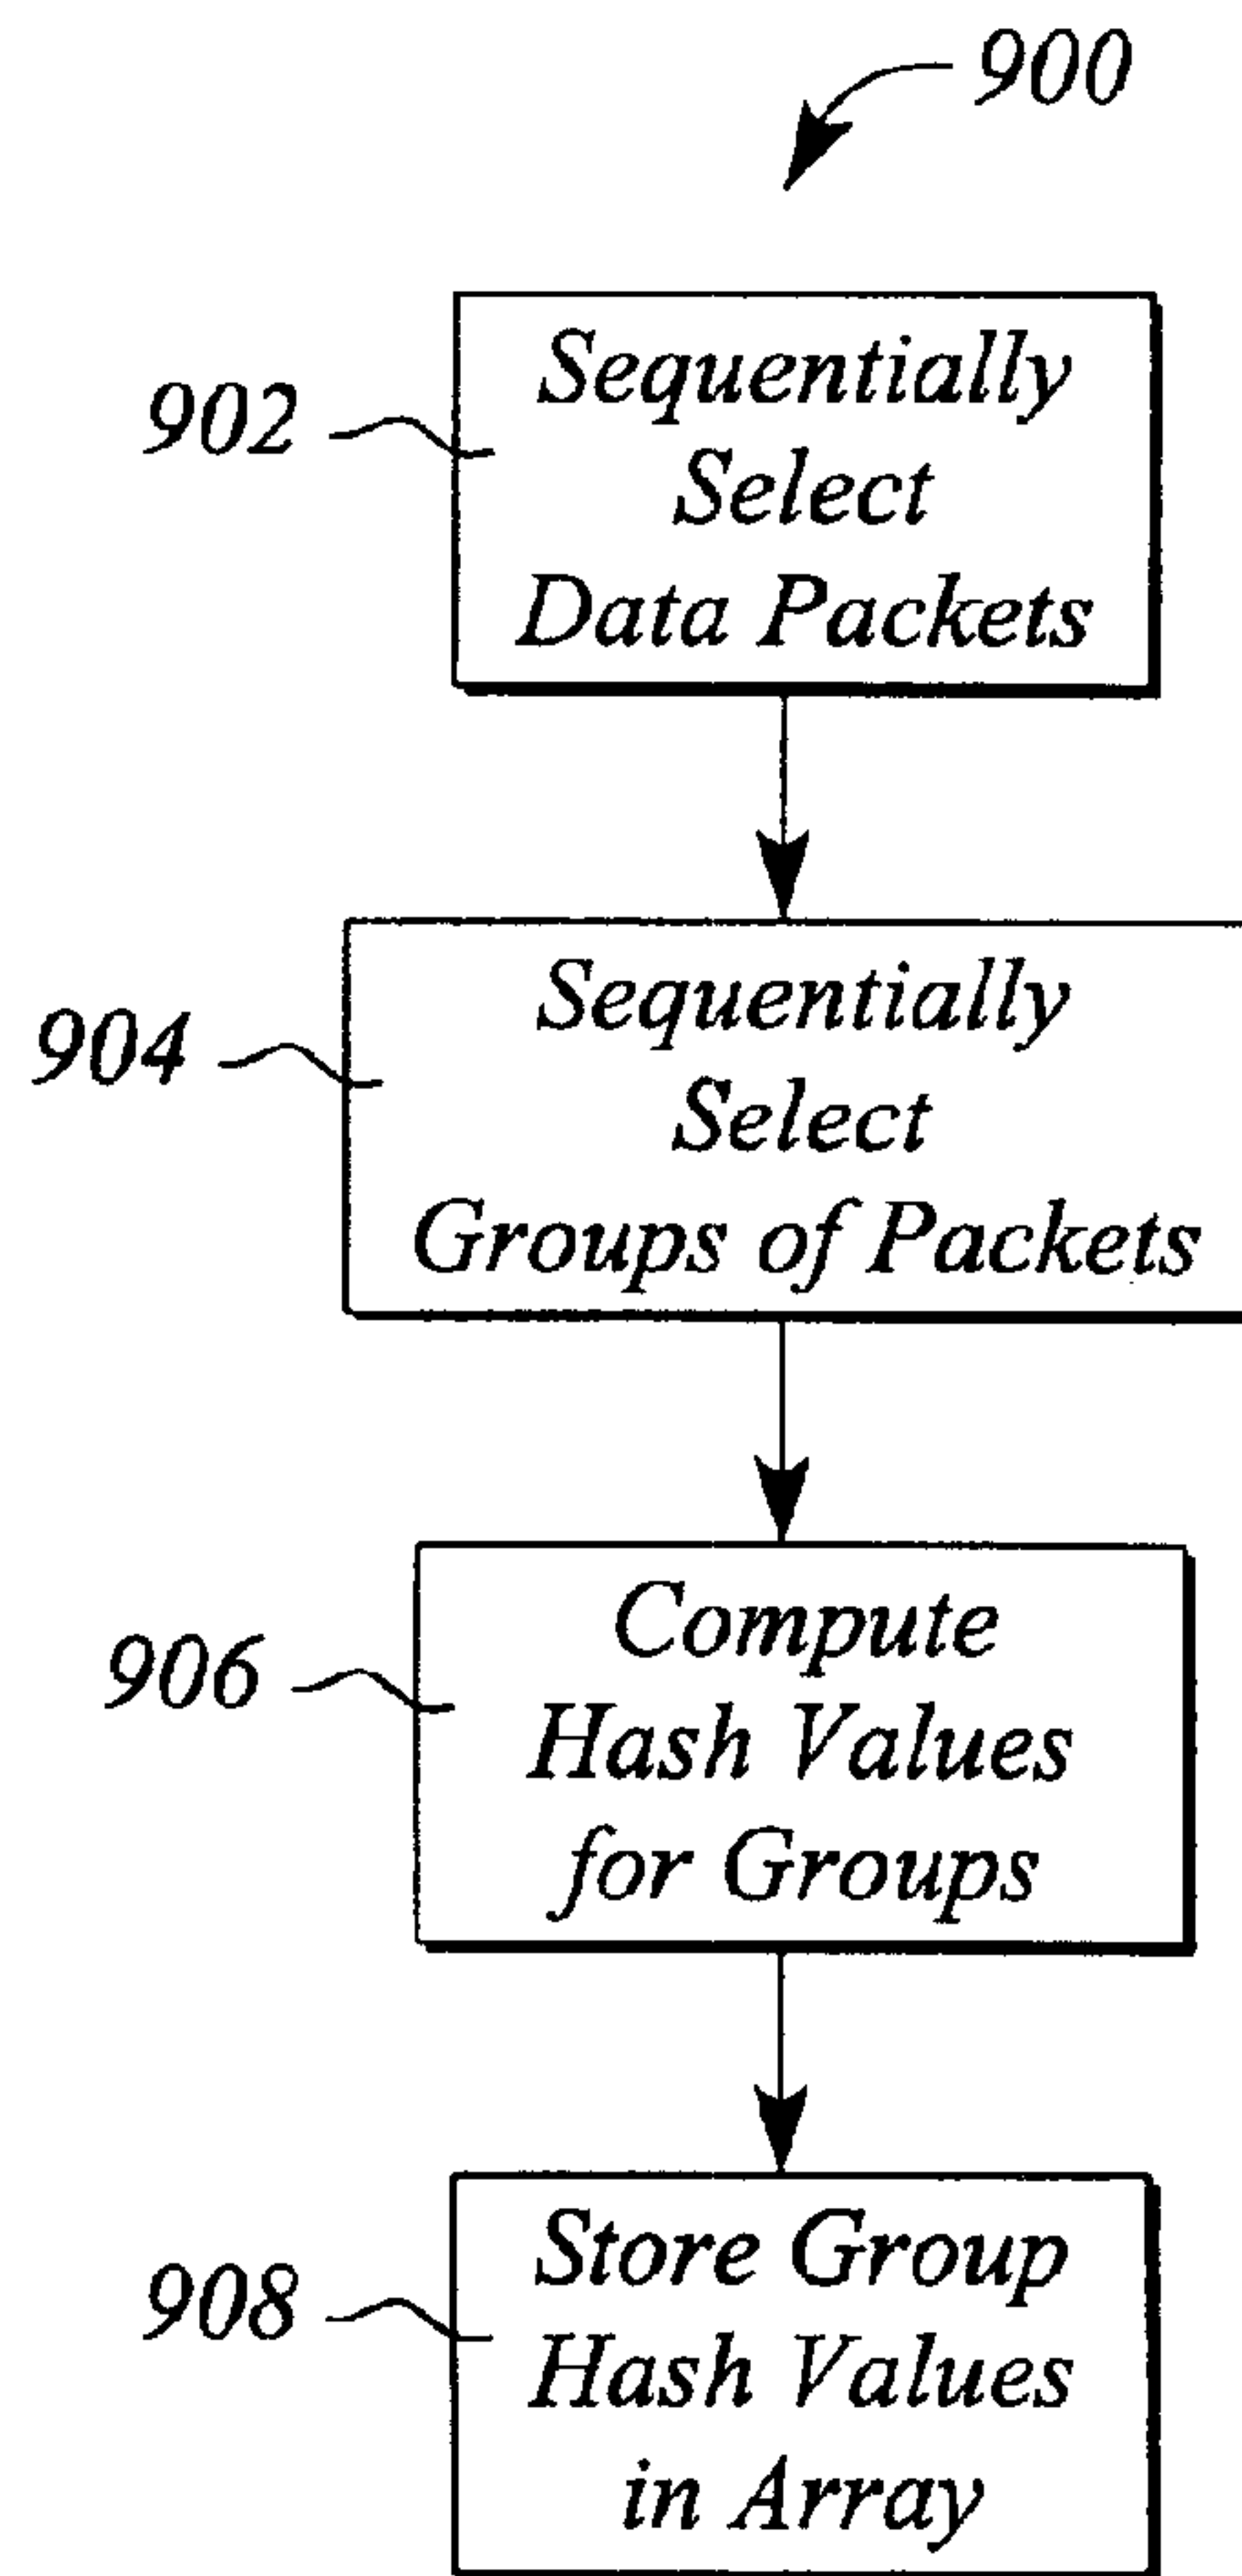 900
902
Sequentially
Select
Data Packets
904
Sequentially
Select
Groups of Packets
906
Compute
Hash Values
for Groups
908
Store Group
Hash Values
in Array